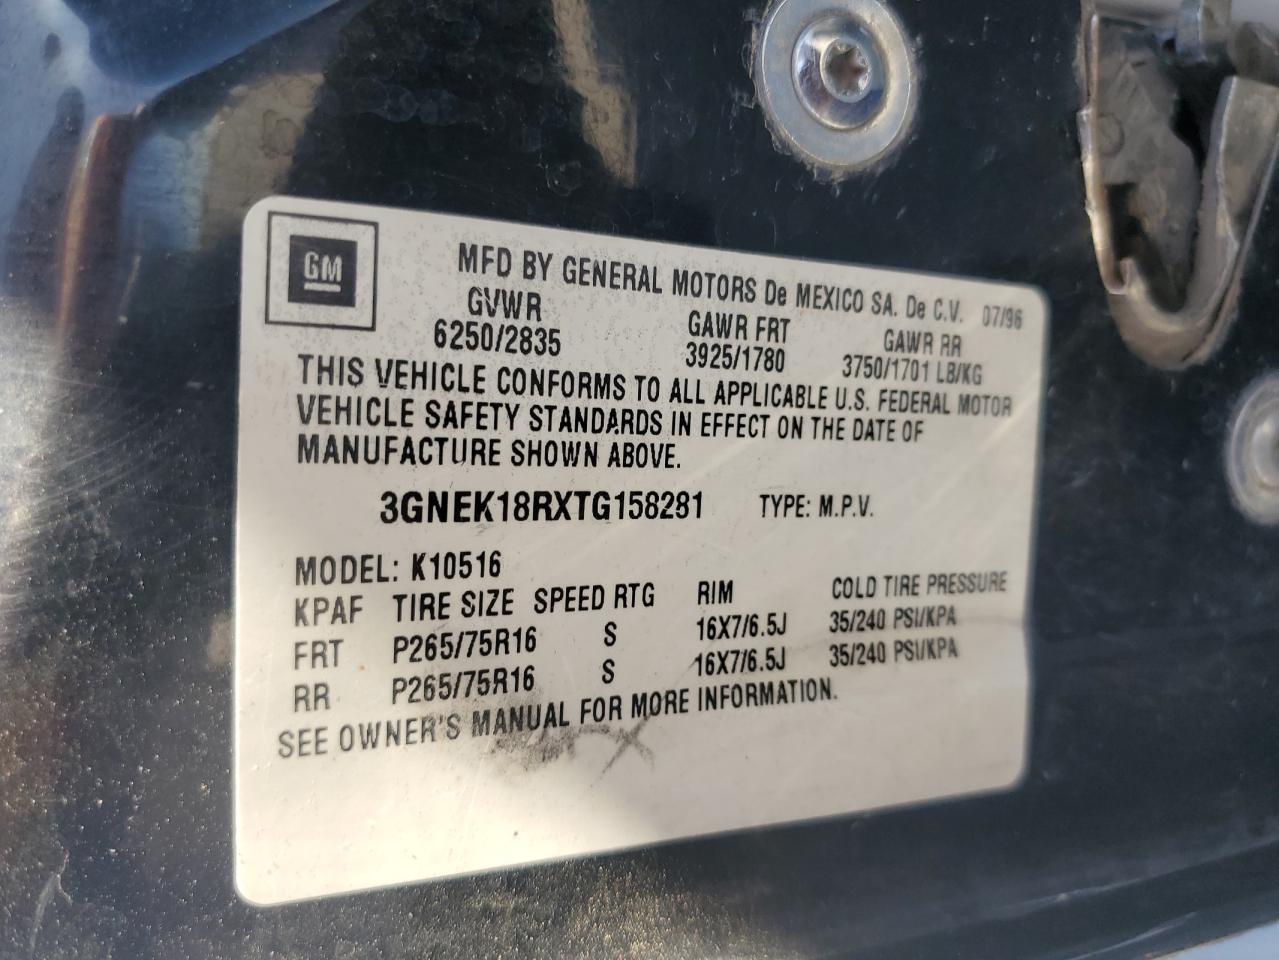 GM
MFD BY GENERAL MOTORS De MEXICO SA. De C.V. 07/96
GVWR GAWR FRT GAWR RR
6250/2835 3925/1780 3750/1701 LB/KG
THIS VEHICLE CONFORMS TO ALL APPLICABLE U.S. FEDERAL MOTOR
VEHICLE SAFETY STANDARDS IN EFFECT ON THE DATE OF
MANUFACTURE SHOWN ABOVE.
3GNEK18RXTG158281 TYPE: M.P.V.
MODEL: K10516
KPAF TIRE SIZE SPEED RTG RIM COLD TIRE PRESSURE
FRT P265/75R16 S 16X7/6.5J 35/240 PSI/KPA
RR P265/75R16 S 16X7/6.5J 35/240 PSI/KPA
SEE OWNER'S MANUAL FOR MORE INFORMATION.